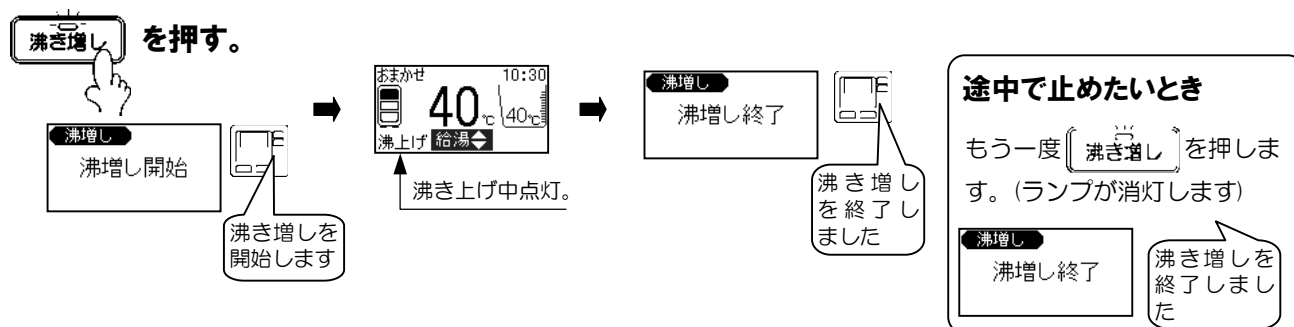 沸き増し を押す。
沸増し
沸増し開始
沸き増しを
開始します
おまかせ 10:30
40℃ 40℃
沸上げ 給湯
沸き上げ中点灯。
沸増し
沸増し終了
沸き増し
を終了し
ました
途中で止めたいとき
もう一度 沸き増し を押しま
す。(ランプが消灯します)
沸増し
沸増し終了
沸き増しを
終了しまし
た